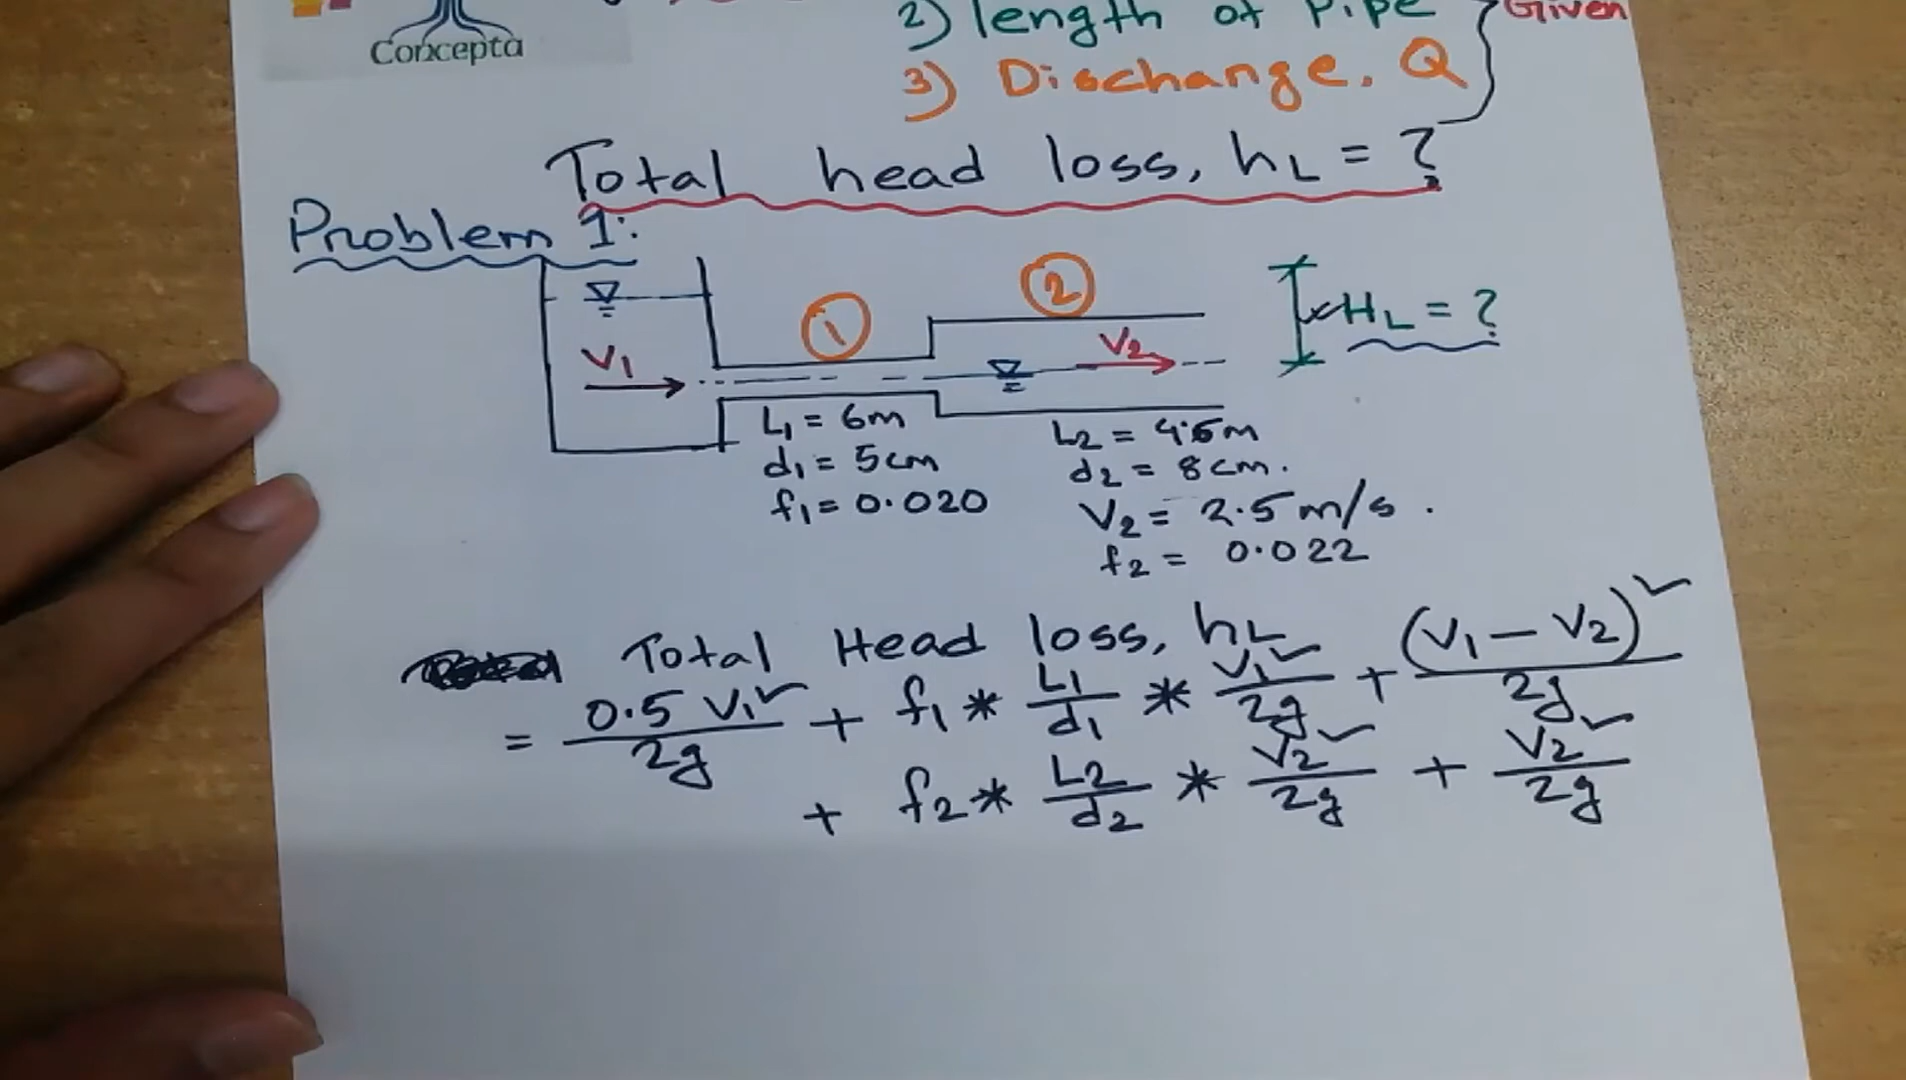 Concepta
2) length of Pipe
Given
3) Dischange, Q
Total head loss, hL = ?
Problem 1:
1
2
V1
V2
HL = ?
L1 = 6m
d1 = 5cm
f1 = 0.020
L2 = 4.5m
d2 = 8cm.
V2 = 2.5m/s.
f2 = 0.022
Total Head loss, hL
= 0.5 V1² / 2g + f1 * L1/d1 * V1²/2g + (V1 - V2)² / 2g
+ f2 * L2/d2 * V2²/2g + V2²/2g